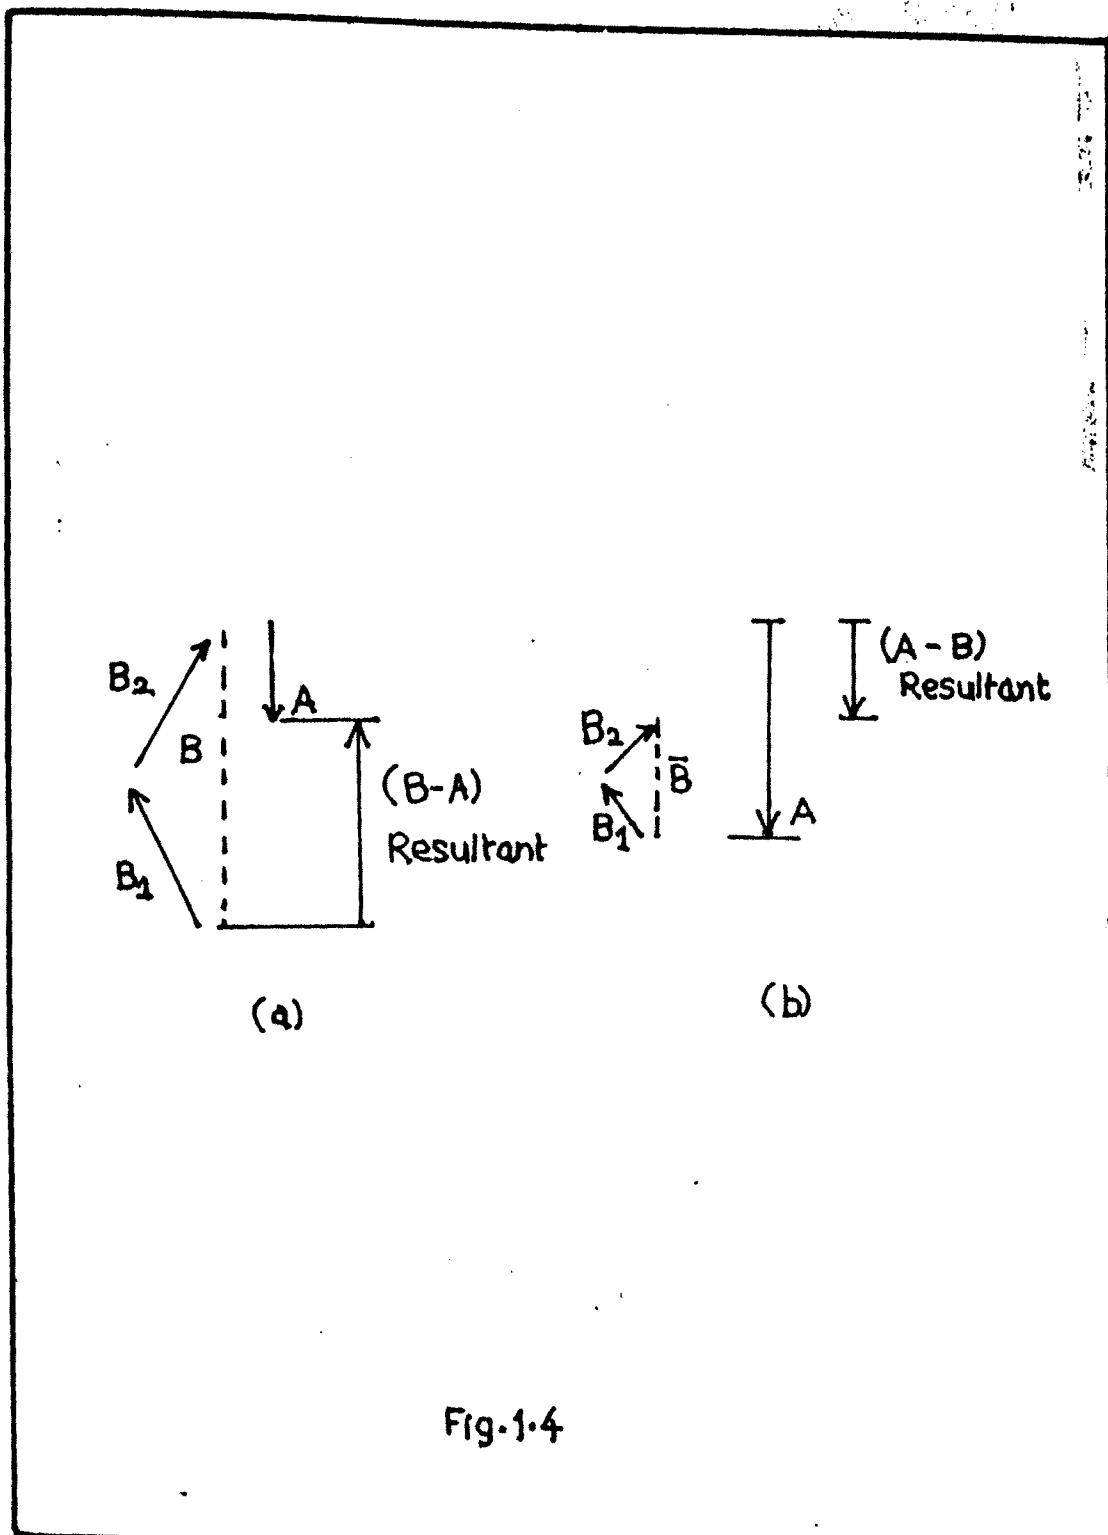 B₂
B
A
(B-A)
Resultant
B₁
(a)
B₂
B̄
B₁
A
(A - B)
Resultant
(b)
Fig.1.4